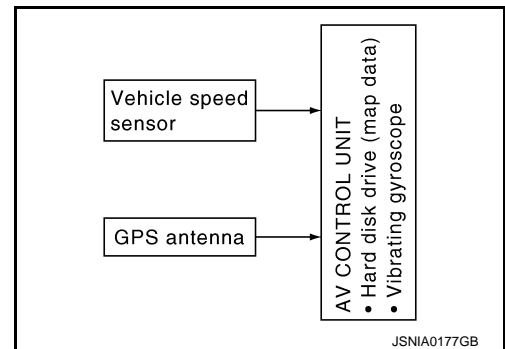 Vehicle speed
sensor
GPS antenna
AV CONTROL UNIT
• Hard disk drive (map data)
• Vibrating gyroscope
JSNIA0177GB